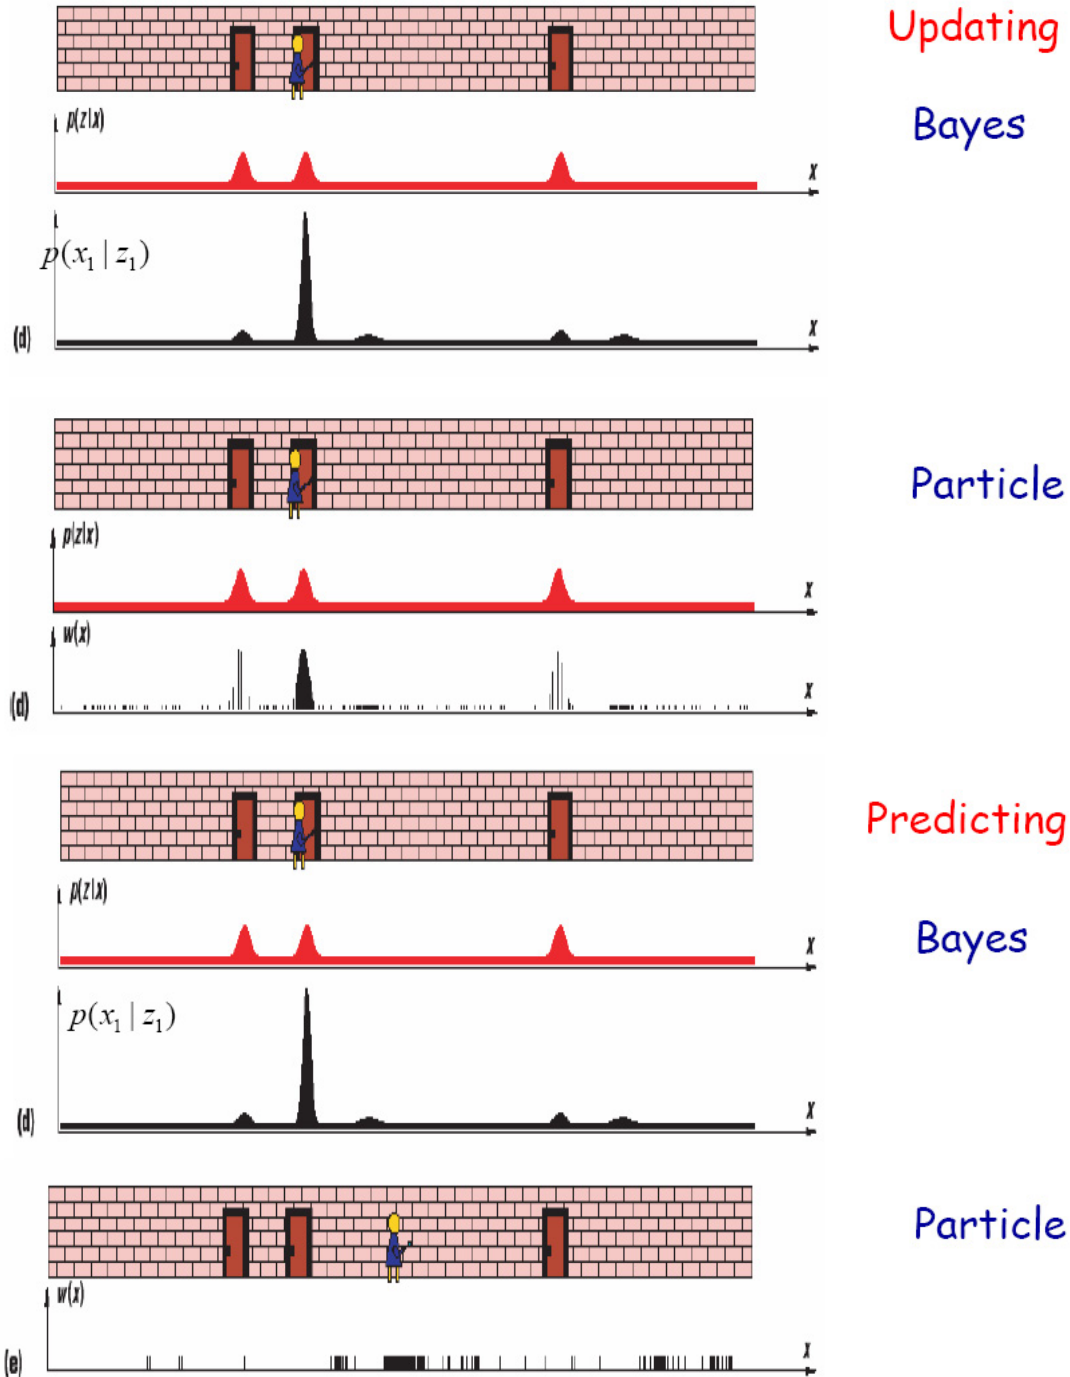 Updating
Bayes
p(z|x)
x
p(x₁ | z₁)
x
(d)
Particle
p(z|x)
x
w(x)
x
(d)
Predicting
Bayes
p(z|x)
x
p(x₁ | z₁)
x
(d)
Particle
w(x)
x
(e)